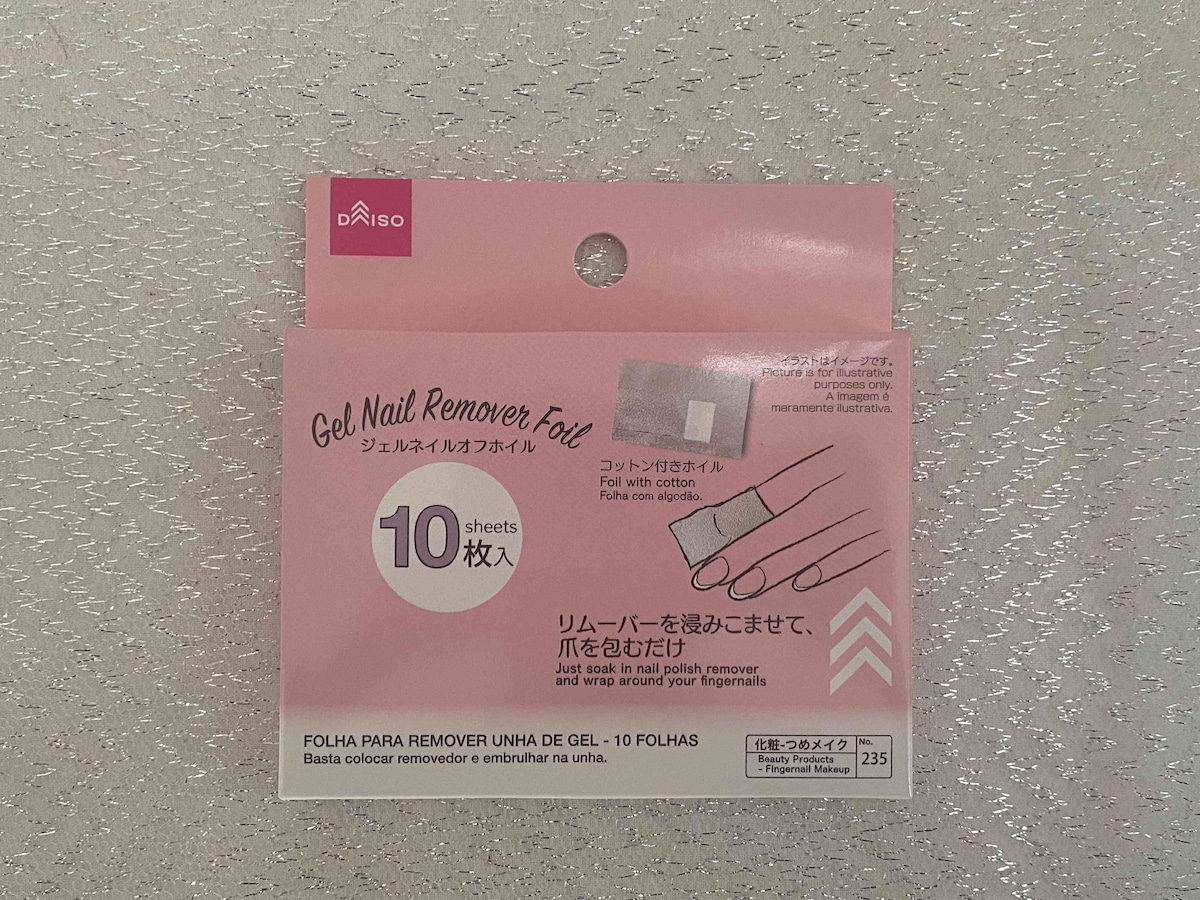 DAISO
イラストはイメージです。
Picture is for illustrative
purposes only.
A imagem é
meramente ilustrativa.
Gel Nail Remover Foil
ジェルネイルオフホイル
コットン付きホイル
Foil with cotton
Folha com algodão.
10 sheets
枚入
リムーバーを浸みこませて、
爪を包むだけ
Just soak in nail polish remover
and wrap around your fingernails
FOLHA PARA REMOVER UNHA DE GEL - 10 FOLHAS
Basta colocar removedor e embrulhar na unha.
化粧-つめメイク
Beauty Products
- Fingernail Makeup
No.
235